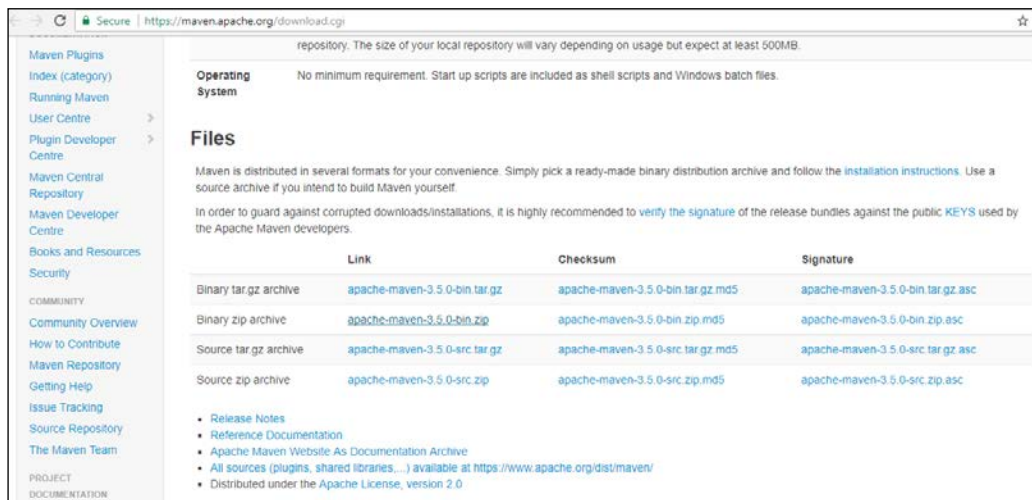 Secure | https://maven.apache.org/download.cgi
Maven Plugins
Index (category)
Running Maven
User Centre
Plugin Developer
Centre
Maven Central
Repository
Maven Developer
Centre
Books and Resources
Security
COMMUNITY
Community Overview
How to Contribute
Maven Repository
Getting Help
Issue Tracking
Source Repository
The Maven Team
PROJECT
DOCUMENTATION
repository. The size of your local repository will vary depending on usage but expect at least 500MB.
Operating System No minimum requirement. Start up scripts are included as shell scripts and Windows batch files.
Files
Maven is distributed in several formats for your convenience. Simply pick a ready-made binary distribution archive and follow the installation instructions. Use a
source archive if you intend to build Maven yourself.
In order to guard against corrupted downloads/installations, it is highly recommended to verify the signature of the release bundles against the public KEYS used by
the Apache Maven developers.
Link Checksum Signature
Binary tar.gz archive apache-maven-3.5.0-bin.tar.gz apache-maven-3.5.0-bin.tar.gz.md5 apache-maven-3.5.0-bin.tar.gz.asc
Binary zip archive apache-maven-3.5.0-bin.zip apache-maven-3.5.0-bin.zip.md5 apache-maven-3.5.0-bin.zip.asc
Source tar.gz archive apache-maven-3.5.0-src.tar.gz apache-maven-3.5.0-src.tar.gz.md5 apache-maven-3.5.0-src.tar.gz.asc
Source zip archive apache-maven-3.5.0-src.zip apache-maven-3.5.0-src.zip.md5 apache-maven-3.5.0-src.zip.asc
• Release Notes
• Reference Documentation
• Apache Maven Website As Documentation Archive
• All sources (plugins, shared libraries,...) available at https://www.apache.org/dist/maven/
• Distributed under the Apache License, version 2.0